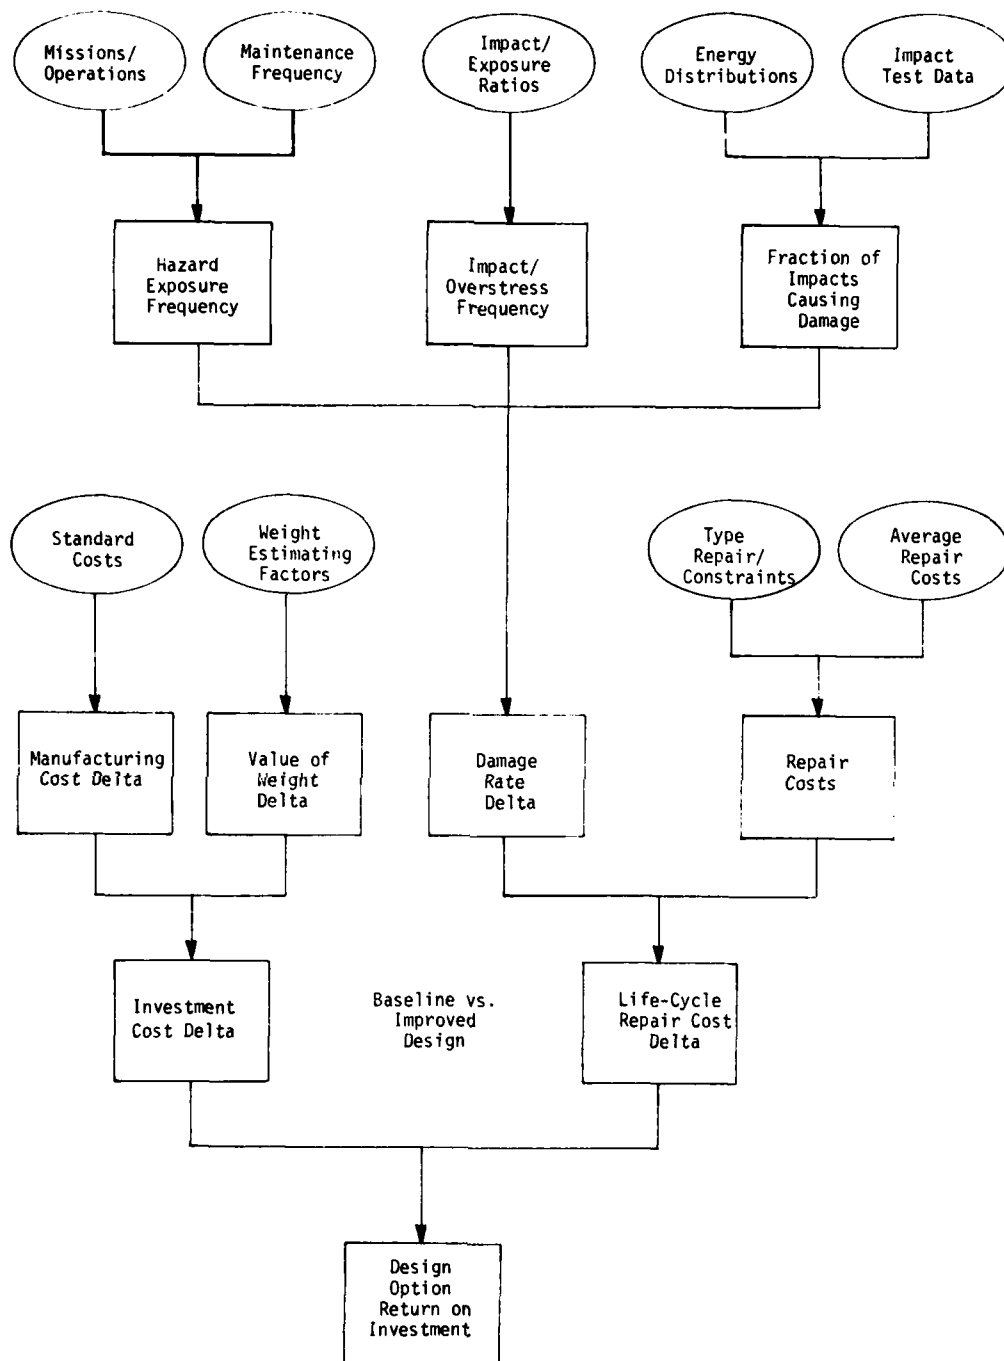 Missions/
Operations
Maintenance
Frequency
Impact/
Exposure
Ratios
Energy
Distributions
Impact
Test Data
Hazard
Exposure
Frequency
Impact/
Overstress
Frequency
Fraction of
Impacts
Causing
Damage
Standard
Costs
Weight
Estimating
Factors
Type
Repair/
Constraints
Average
Repair
Costs
Manufacturing
Cost Delta
Value of
Weight
Delta
Damage
Rate
Delta
Repair
Costs
Investment
Cost Delta
Baseline vs.
Improved
Design
Life-Cycle
Repair Cost
Delta
Design
Option
Return on
Investment